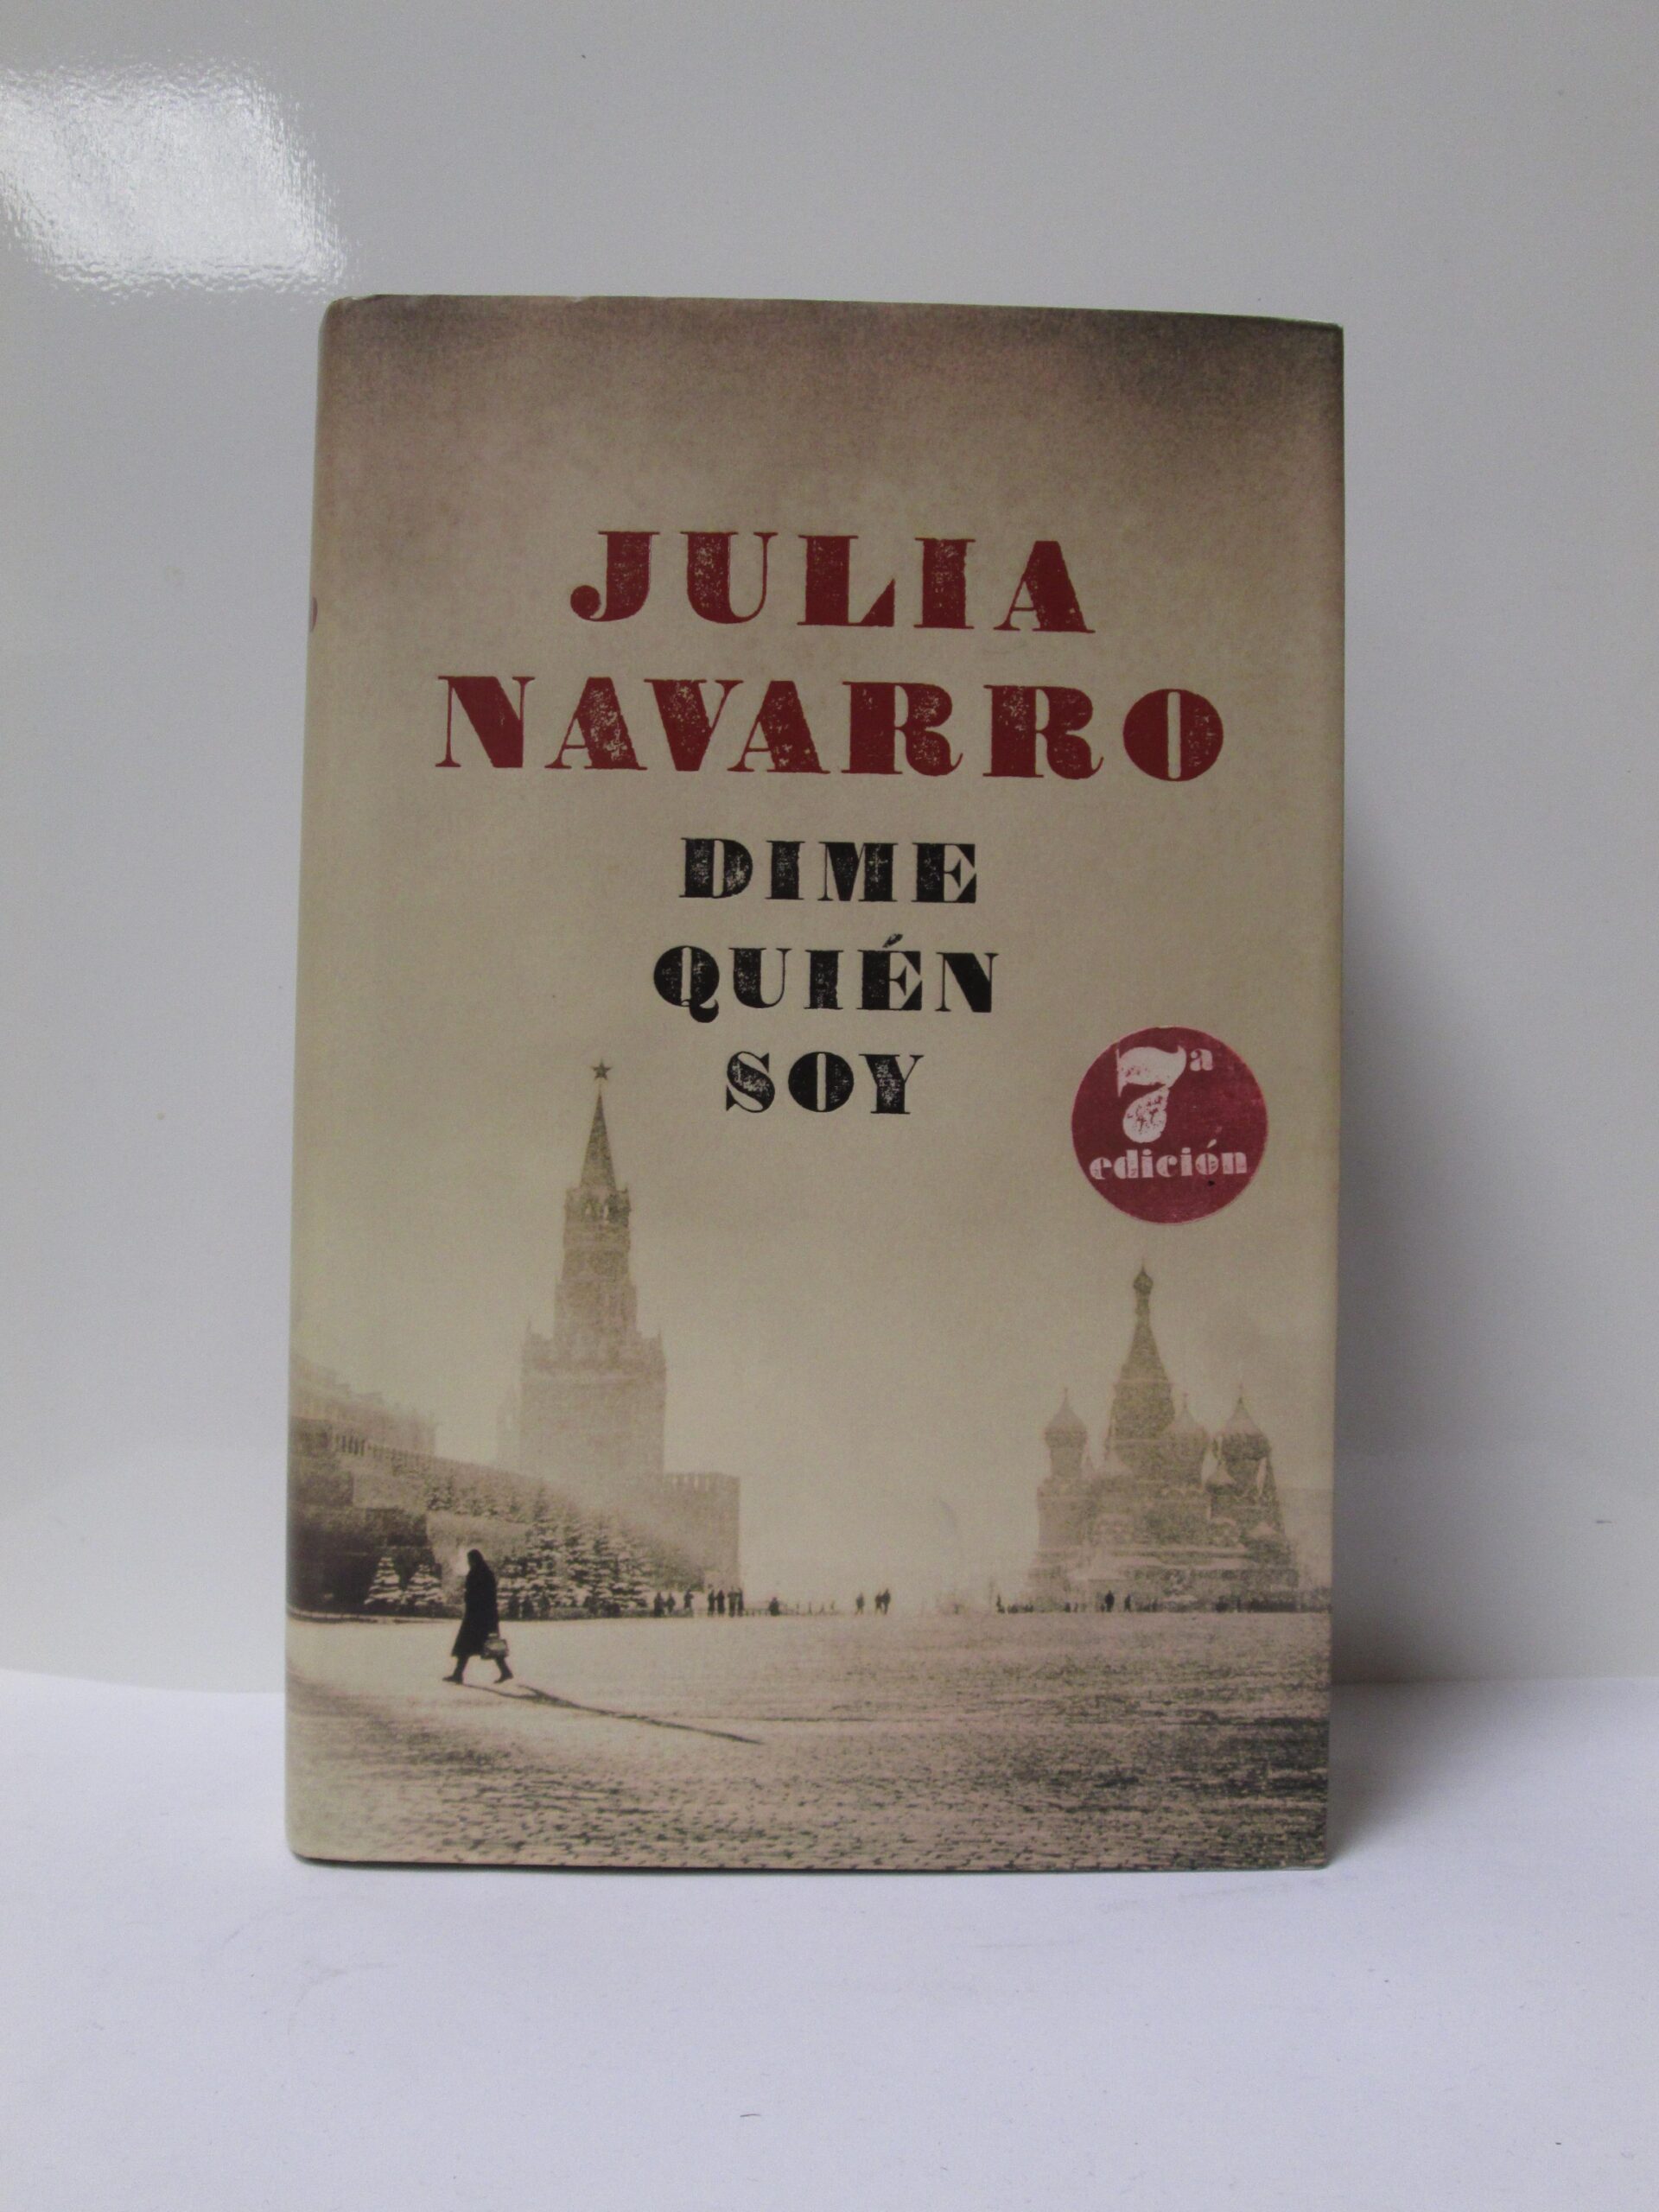 JULIA
NAVARRO
DIME
QUIÉN
SOY
7ª
edición